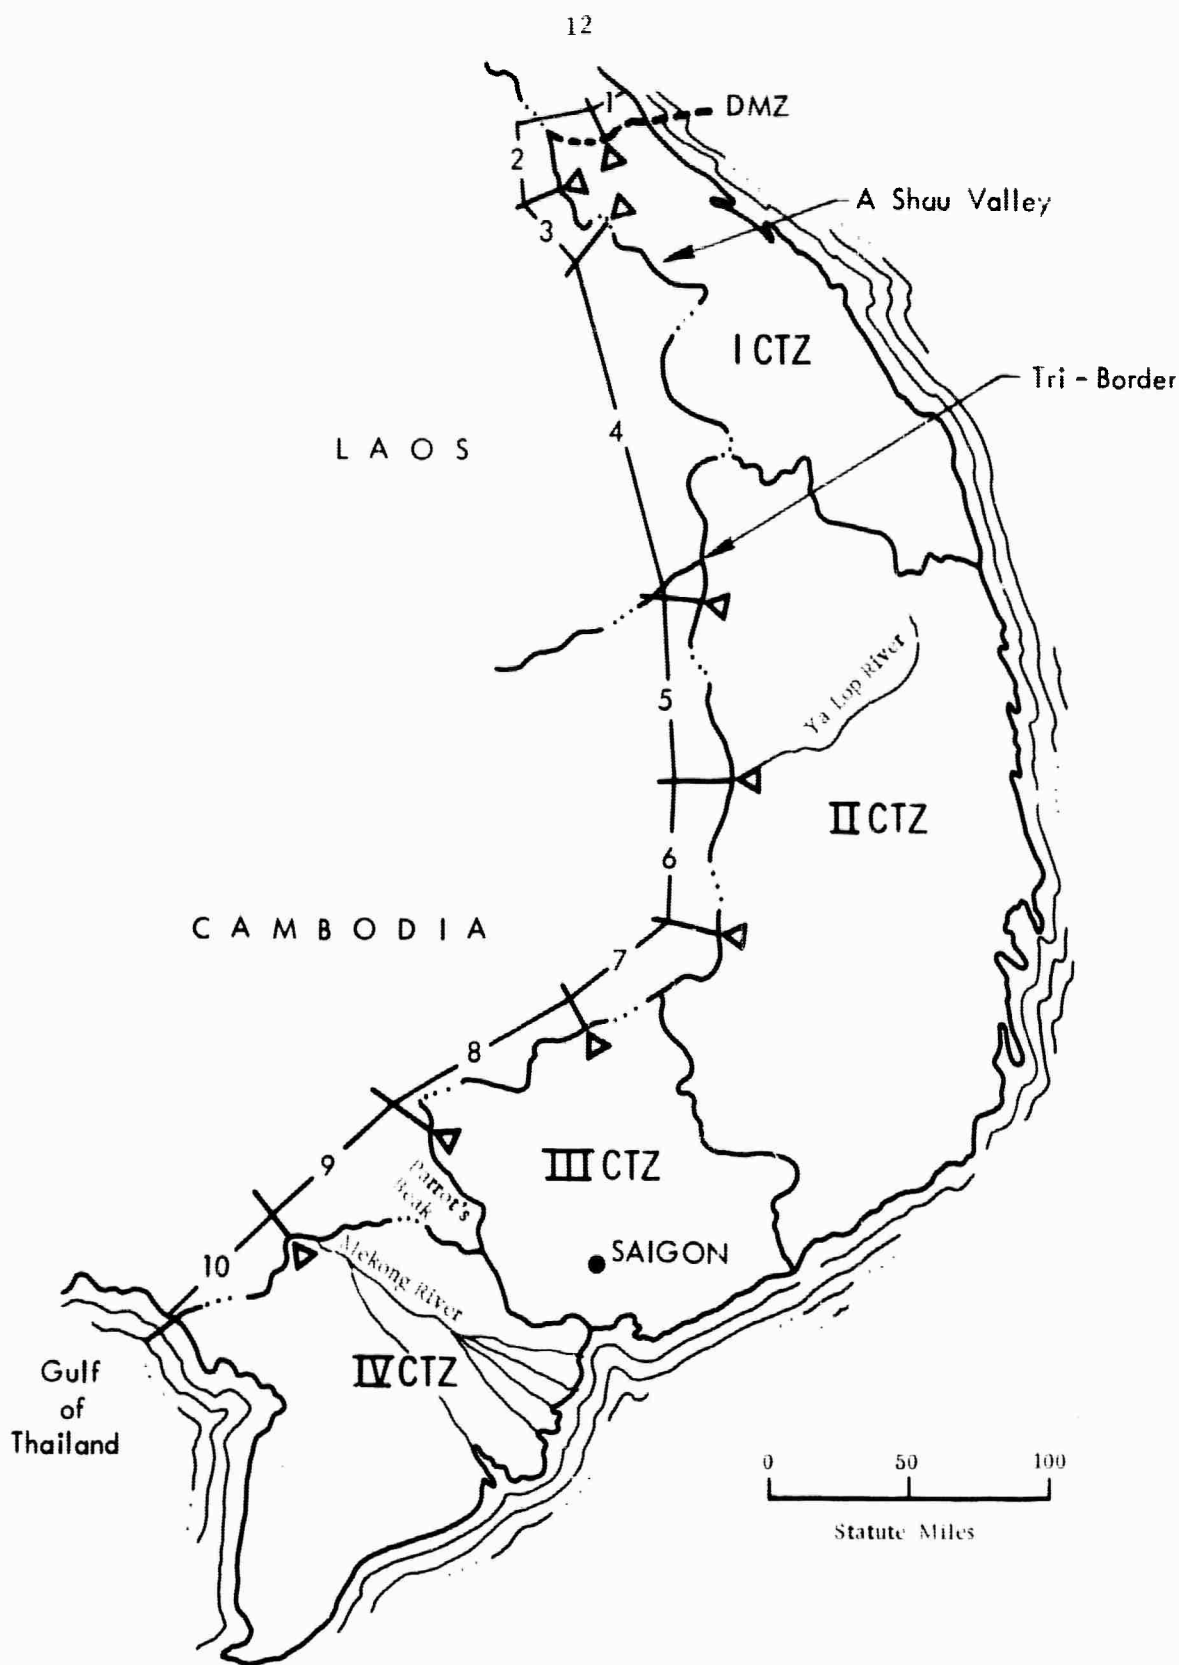 12
1
DMZ
2
A Shau Valley
3
I CTZ
Tri - Border
4
LAOS
Ya Lop River
5
II CTZ
6
CAMBODIA
7
8
III CTZ
9
Parrot's
Beak
SAIGON
Mekong River
10
IV CTZ
Gulf
of
Thailand
0 50 100
Statute Miles